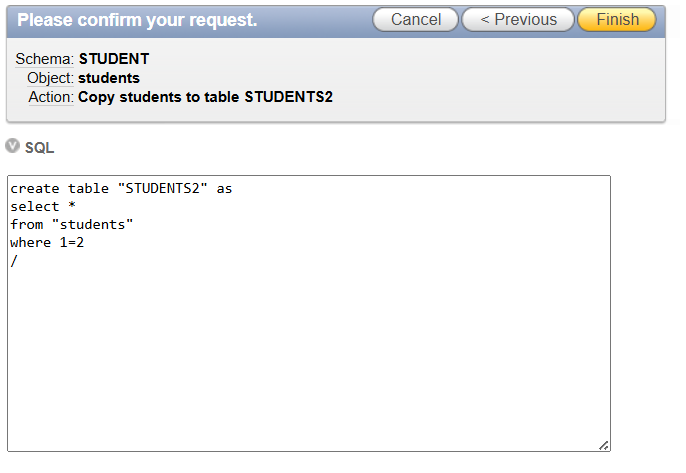 Please confirm your request.
Cancel
< Previous
Finish
Schema: STUDENT
Object: students
Action: Copy students to table STUDENTS2
SQL
create table "STUDENTS2" as
select *
from "students"
where 1=2
/